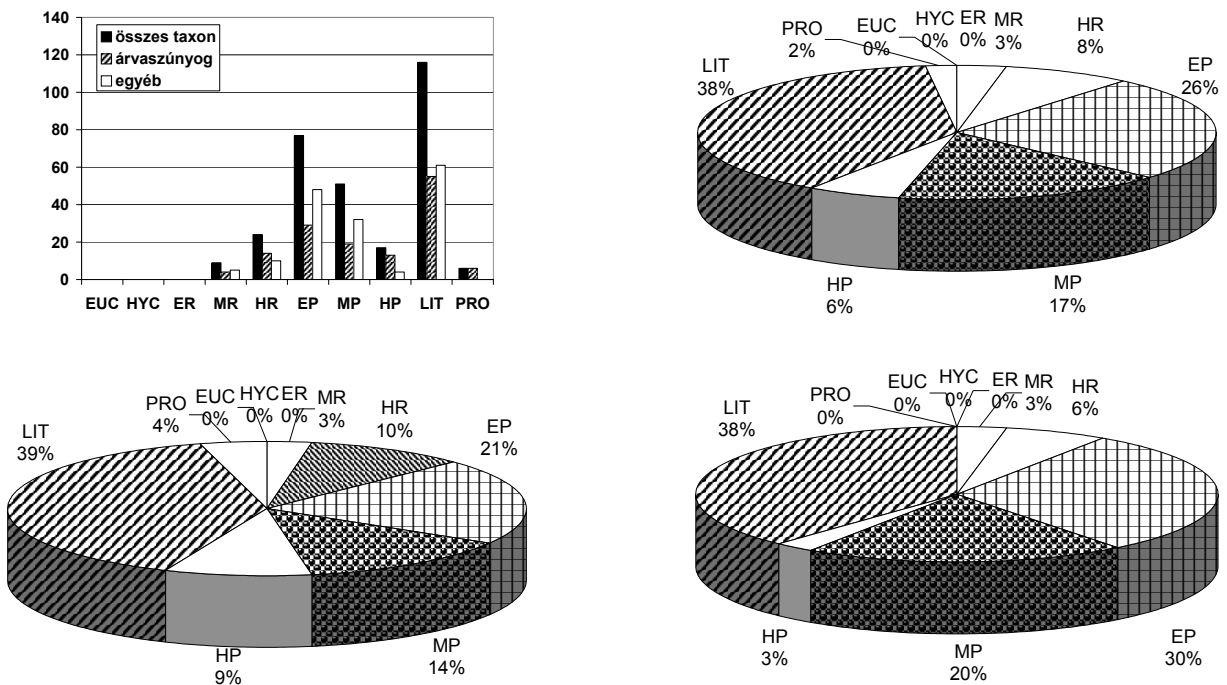 140
120
100
80
60
40
20
0
összes taxon
árvaszúnyog
egyéb
EUC HYC ER MR HR EP MP HP LIT PRO
EUC HYC ER MR HR
PRO 0% 0% 0% 3% 8%
2%
LIT
38%
EP
26%
HP
6%
MP
17%
EUC HYC ER MR HR
PRO 0% 0% 0% 3% 10%
4%
LIT
39%
EP
21%
HP
9%
MP
14%
EUC HYC ER MR HR
PRO 0% 0% 0% 3% 6%
0%
LIT
38%
HP
3%
MP
20%
EP
30%